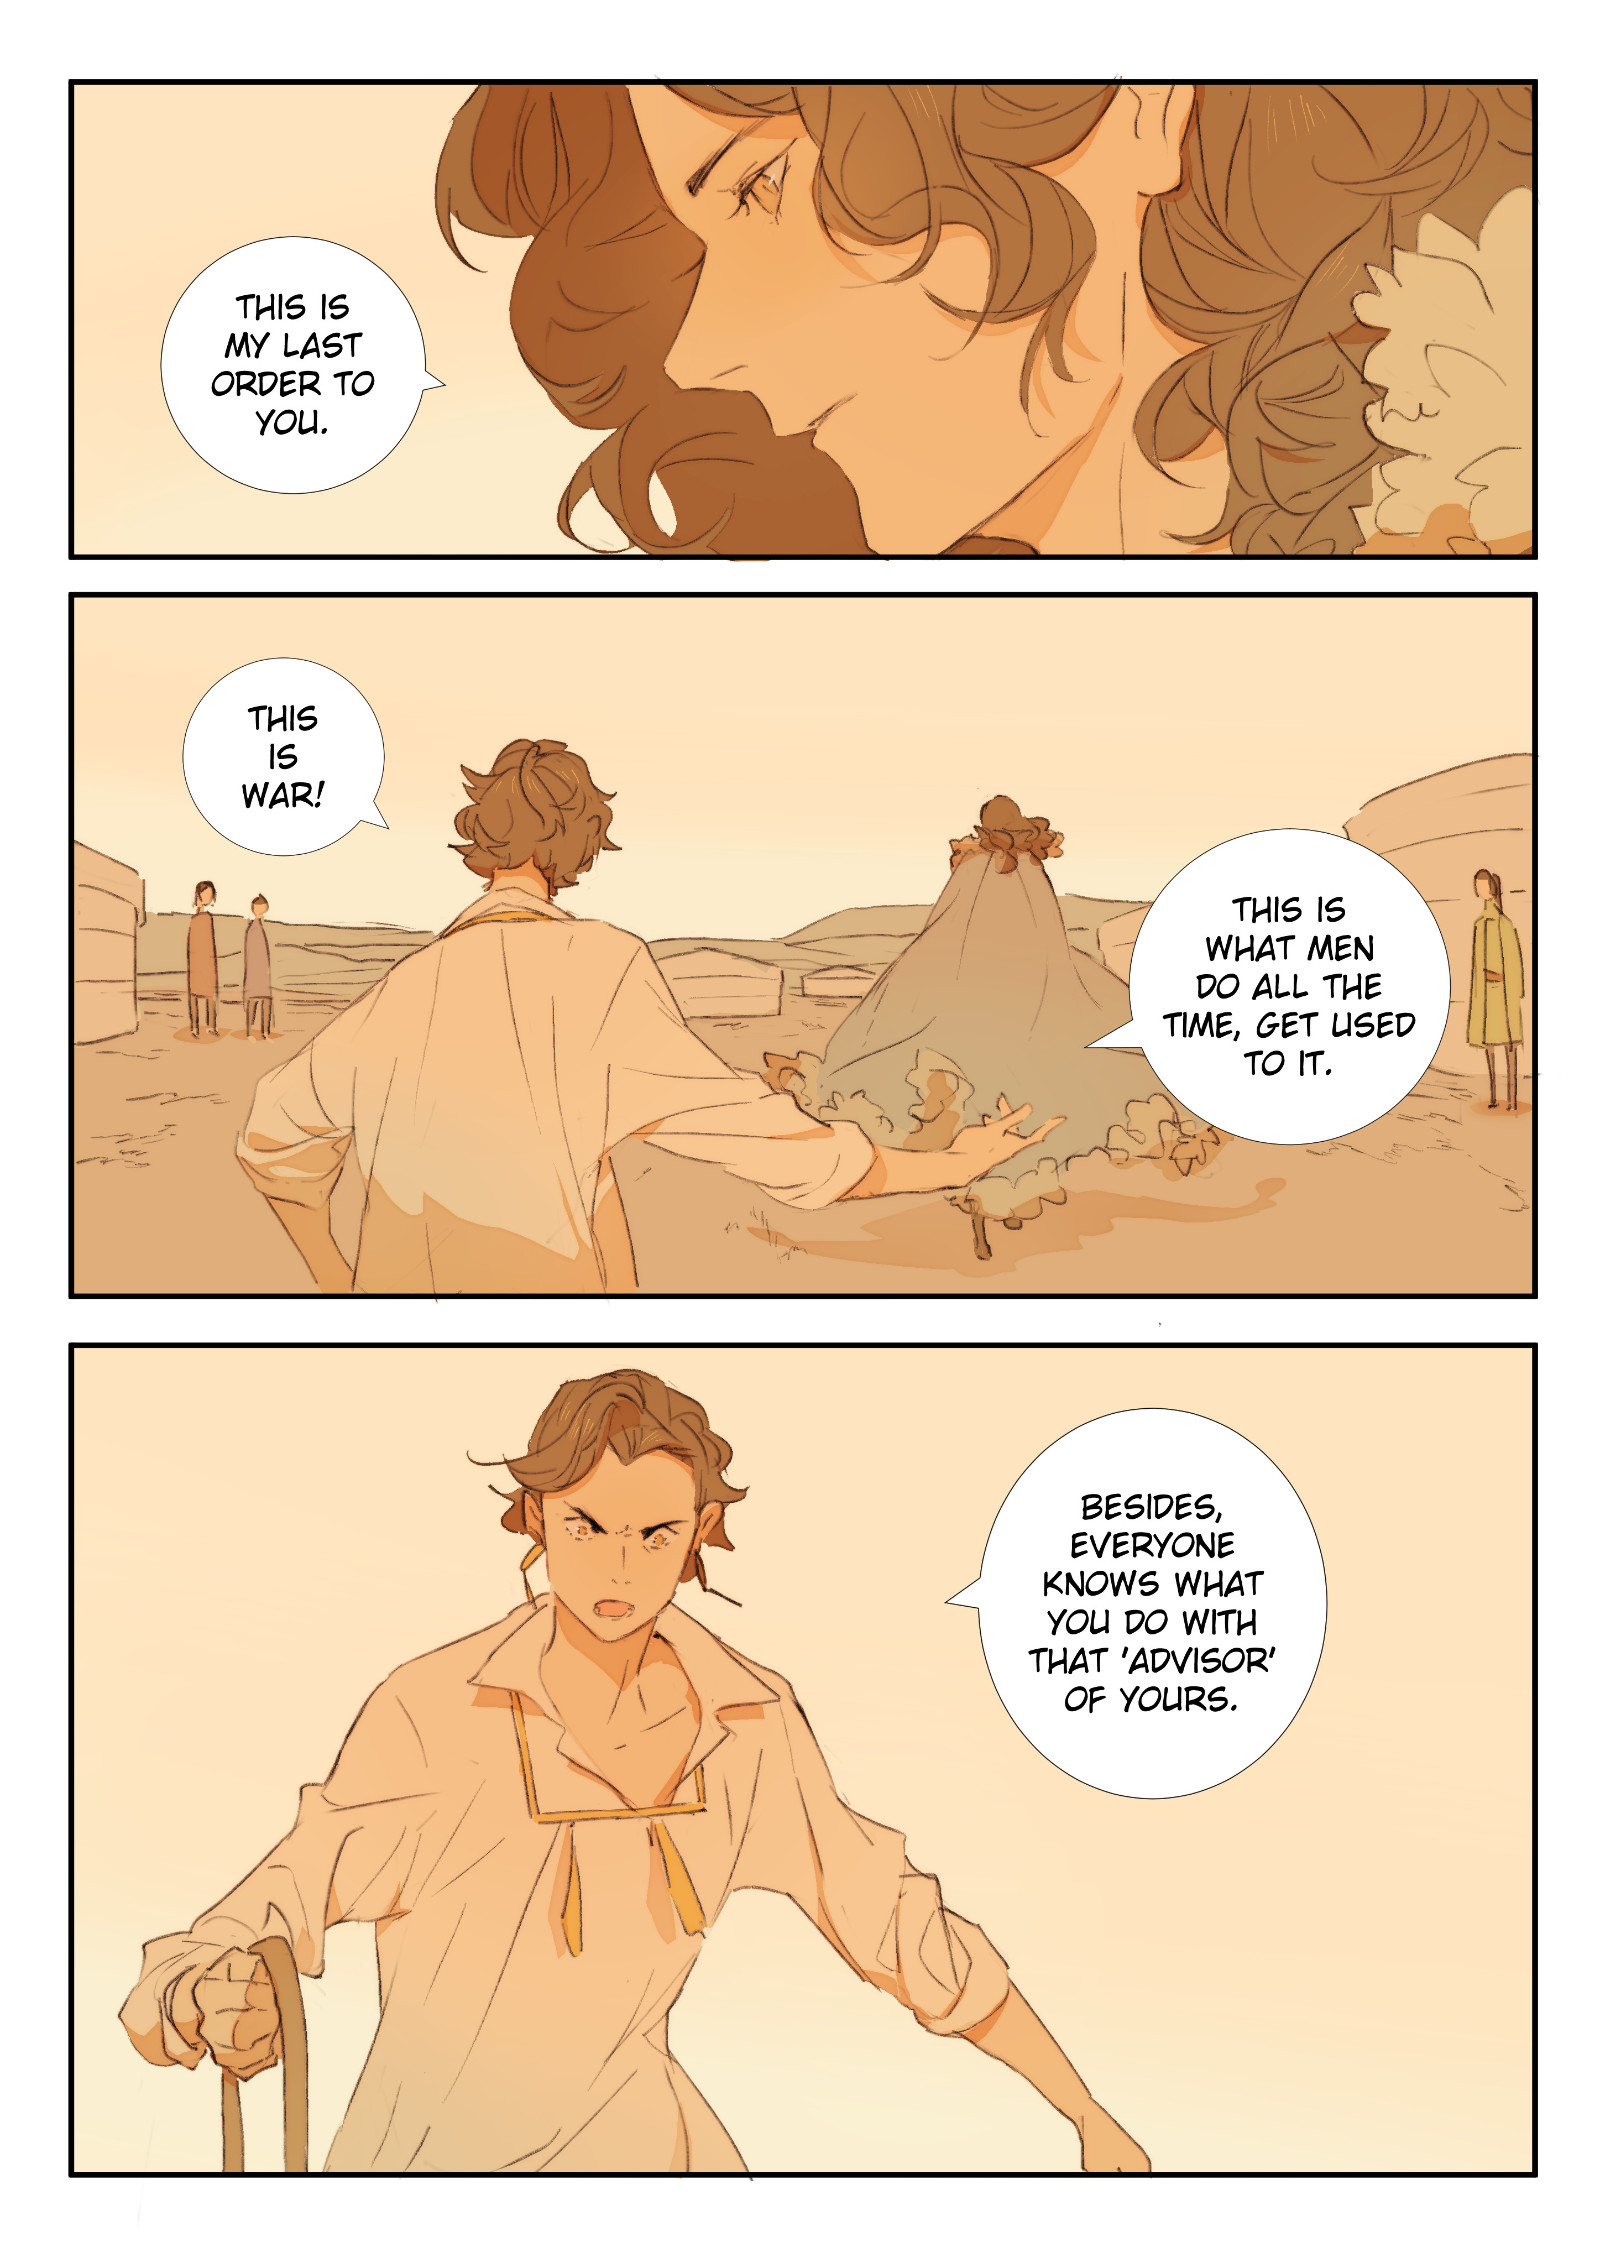 THIS IS
MY LAST
ORDER TO
YOU.
THIS
IS
WAR!
THIS IS
WHAT MEN
DO ALL THE
TIME, GET USED
TO IT.
BESIDES,
EVERYONE
KNOWS WHAT
YOU DO WITH
THAT 'ADVISOR'
OF YOURS.